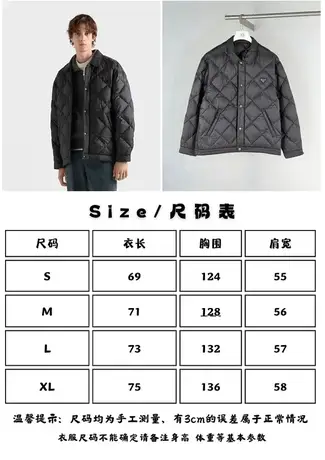 Size/尺码表
尺码 衣长 胸围 肩宽
S 69 124 55
M 71 128 56
L 73 132 57
XL 75 136 58
温馨提示: 尺码均为手工测量、有3cm的误差属于正常情况
衣服尺码不能确定请备注身高 体重等基本参数